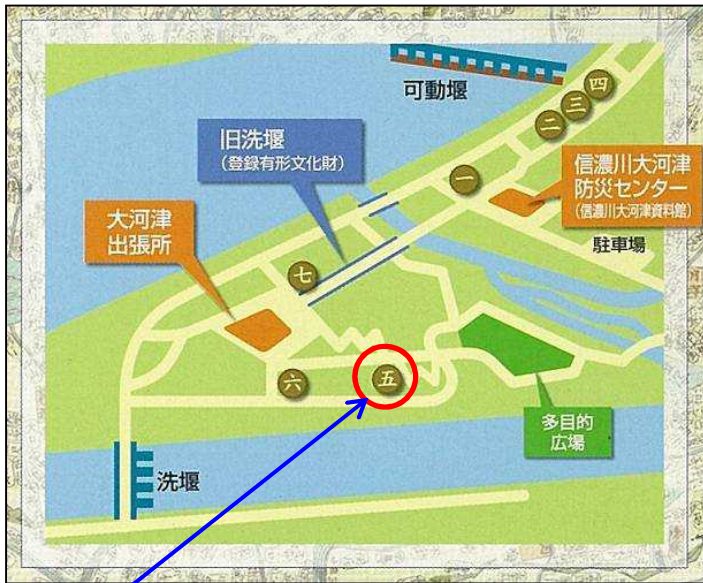 可動堰
四
三
二
旧洗堰
(登録有形文化財)
一
信濃川大河津
防災センター
(信濃川大河津資料館)
大河津
出張所
駐車場
七
六
五
多目的
広場
洗堰